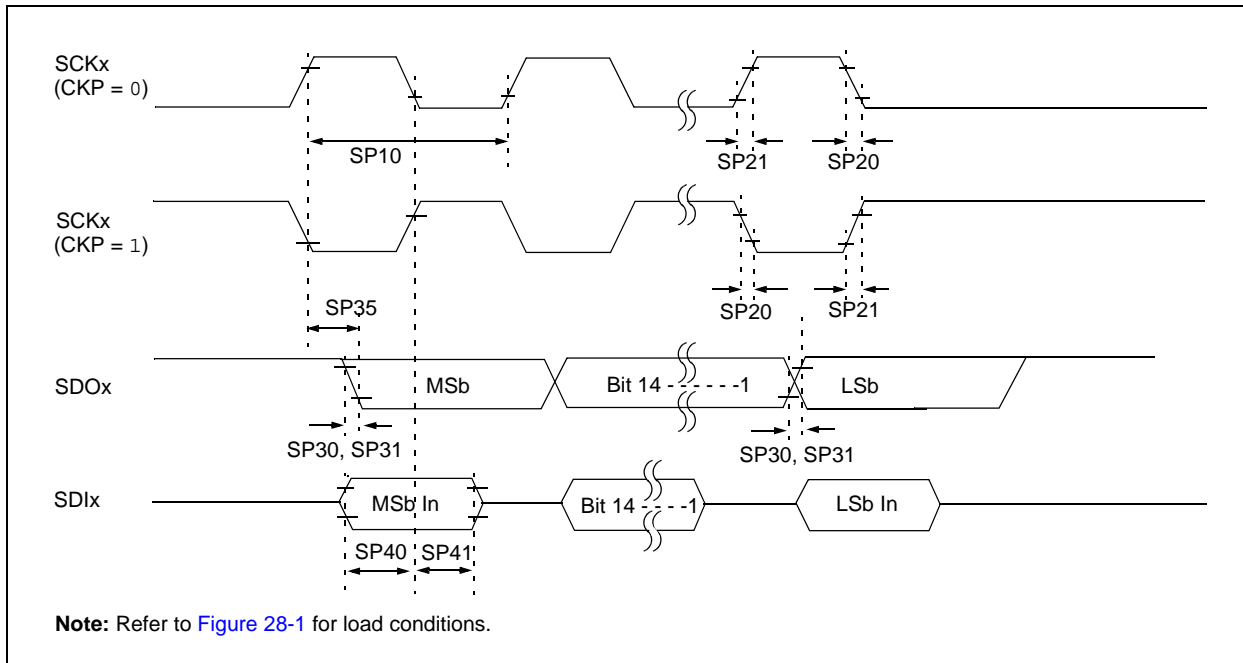 SCKx
(CKP = 0)
SP10
SP21
SP20
SCKx
(CKP = 1)
SP35
SP20
SP21
SDOx
MSb
Bit 14 - - - - - -1
LSb
SP30, SP31
SP30, SP31
SDIx
MSb In
Bit 14 - - - -1
LSb In
SP40
SP41
Note: Refer to Figure 28-1 for load conditions.